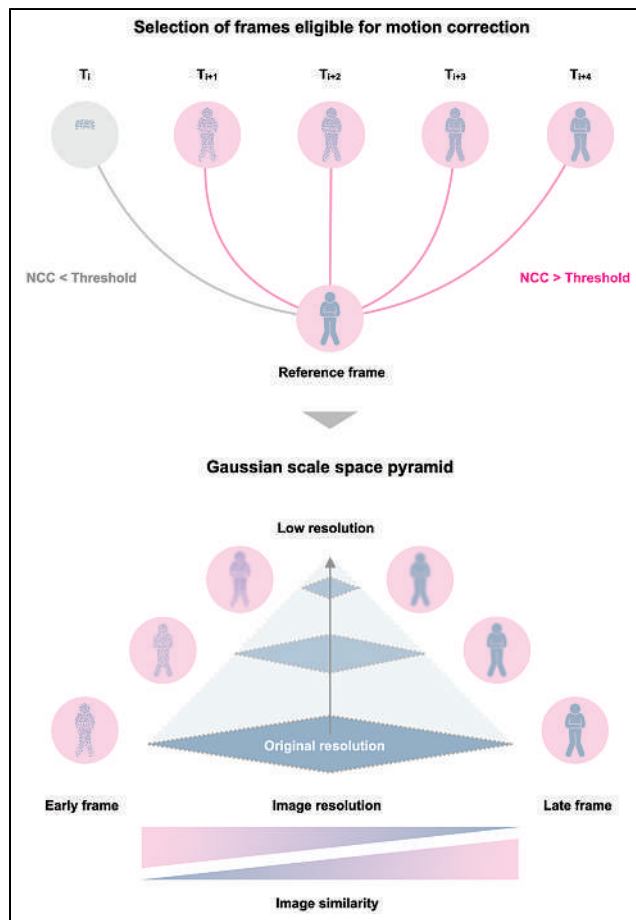 Selection of frames eligible for motion correction
Ti Ti+1 Ti+2 Ti+3 Ti+4
NCC < Threshold NCC > Threshold
Reference frame
Gaussian scale space pyramid
Low resolution
Original resolution
Early frame Image resolution Late frame
Image similarity